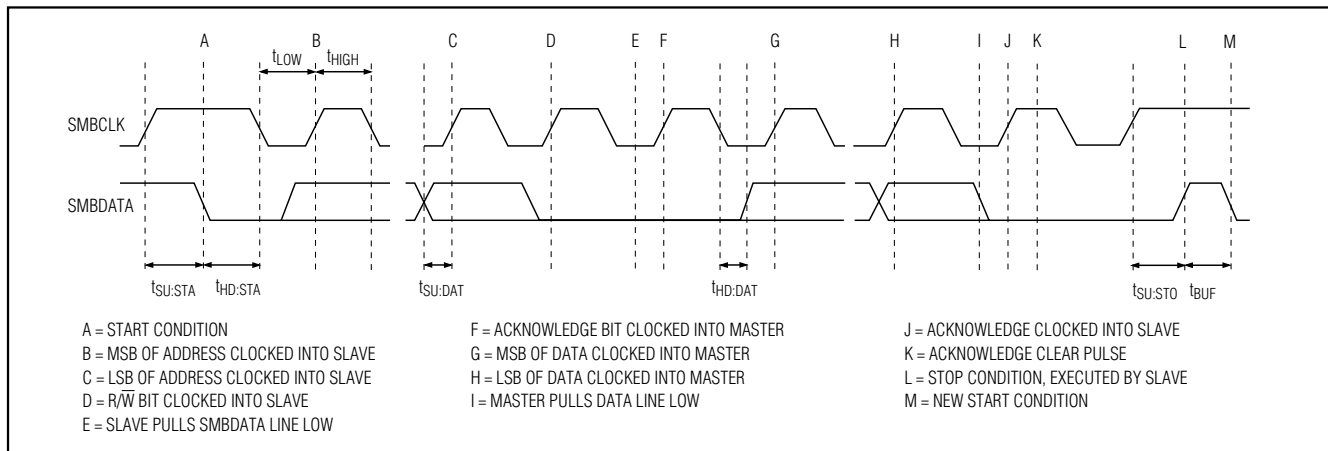 A B C D E F G H I J K L M
tLOW tHIGH
SMBCLK
SMBDATA
tSU:STA tHD:STA tSU:DAT tHD:DAT tSU:STO tBUF
A = START CONDITION
B = MSB OF ADDRESS CLOCKED INTO SLAVE
C = LSB OF ADDRESS CLOCKED INTO SLAVE
D = R/W̅ BIT CLOCKED INTO SLAVE
E = SLAVE PULLS SMBDATA LINE LOW
F = ACKNOWLEDGE BIT CLOCKED INTO MASTER
G = MSB OF DATA CLOCKED INTO MASTER
H = LSB OF DATA CLOCKED INTO MASTER
I = MASTER PULLS DATA LINE LOW
J = ACKNOWLEDGE CLOCKED INTO SLAVE
K = ACKNOWLEDGE CLEAR PULSE
L = STOP CONDITION, EXECUTED BY SLAVE
M = NEW START CONDITION